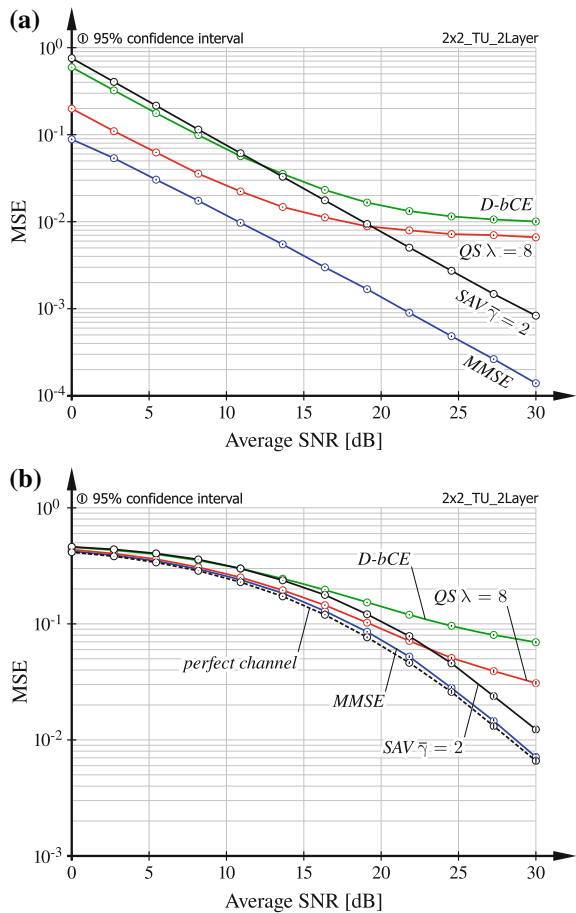 (a)
95% confidence interval
2x2_TU_2Layer
10^0
10^-1
10^-2
10^-3
10^-4
MSE
D-bCE
QS λ = 8
SAV γ̅ = 2
MMSE
0 5 10 15 20 25 30
Average SNR [dB]
(b)
95% confidence interval
2x2_TU_2Layer
10^0
10^-1
10^-2
10^-3
MSE
D-bCE
QS λ = 8
perfect channel
MMSE
SAV γ̅ = 2
0 5 10 15 20 25 30
Average SNR [dB]